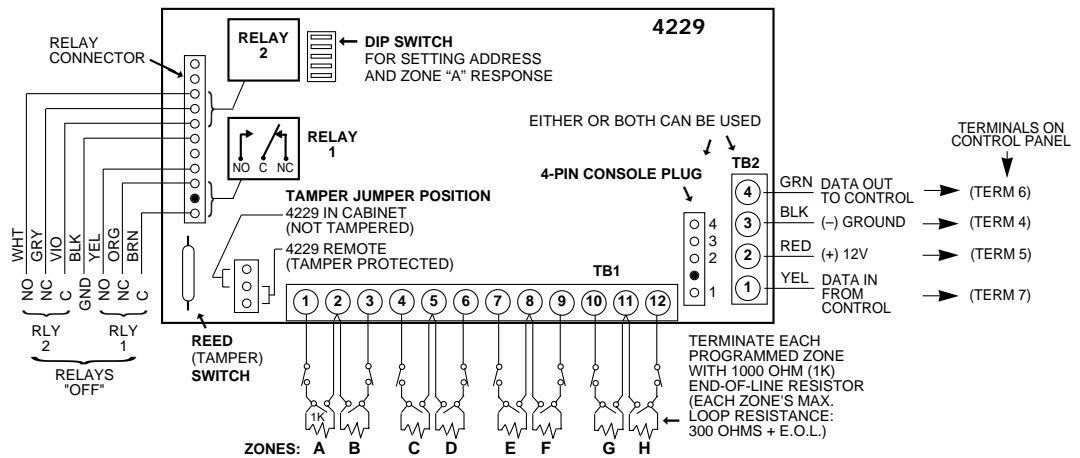 4229
RELAY
CONNECTOR
RELAY
2
DIP SWITCH
FOR SETTING ADDRESS
AND ZONE “A” RESPONSE
RELAY
1
NO C NC
EITHER OR BOTH CAN BE USED
TERMINALS ON
CONTROL PANEL
TB2
4-PIN CONSOLE PLUG
4
3
2
1
4
3
2
1
GRN DATA OUT
TO CONTROL
(TERM 6)
BLK (–) GROUND
(TERM 4)
RED (+) 12V
(TERM 5)
YEL DATA IN
FROM
CONTROL
(TERM 7)
TAMPER JUMPER POSITION
4229 IN CABINET
(NOT TAMPERED)
4229 REMOTE
(TAMPER PROTECTED)
TB1
1 2 3 4 5 6 7 8 9 10 11 12
WHT GRY VIO BLK YEL ORG BRN
NO NC C GND NO NC C
RLY
2
RLY
1
RELAYS
"OFF"
REED
(TAMPER)
SWITCH
1K
ZONES: A B C D E F G H
TERMINATE EACH
PROGRAMMED ZONE
WITH 1000 OHM (1K)
END-OF-LINE RESISTOR
(EACH ZONE'S MAX.
LOOP RESISTANCE:
300 OHMS + E.O.L.)